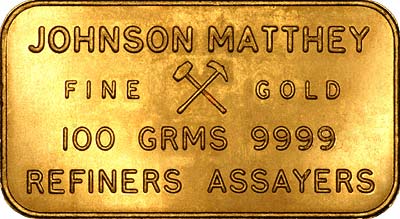 JOHNSON MATTHEY
FINE GOLD
100 GRMS 9999
REFINERS ASSAYERS